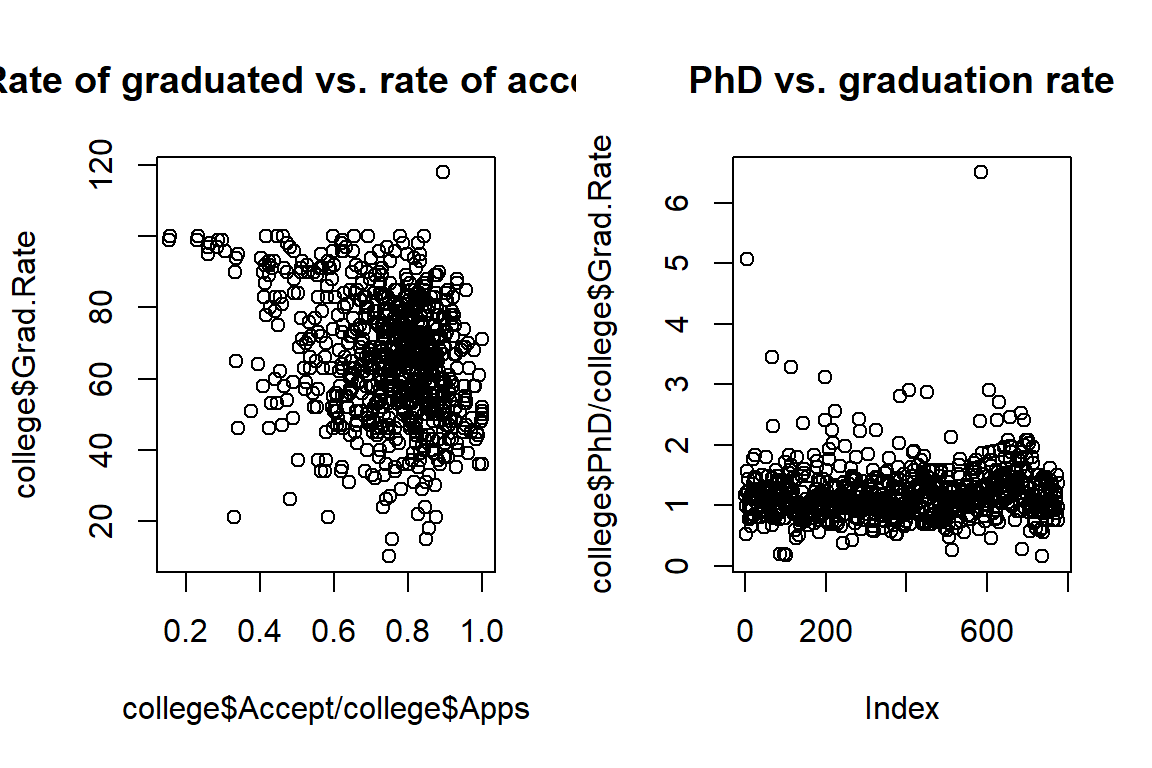 Rate of graduated vs. rate of acce
college$Grad.Rate
120
80
60
40
20
0.2 0.4 0.6 0.8 1.0
college$Accept/college$Apps
PhD vs. graduation rate
college$PhD/college$Grad.Rate
6
5
4
3
2
1
0
0 200 600
Index